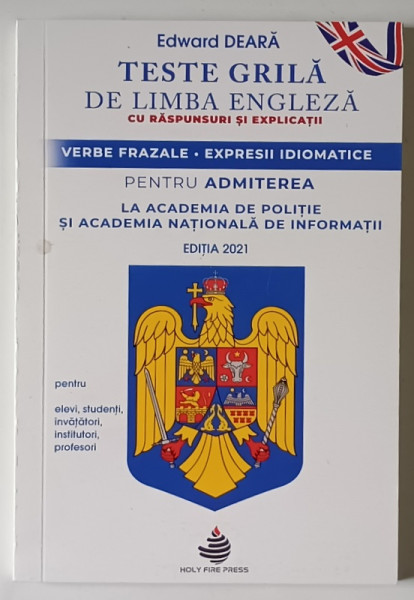 Edward DEARĂ
TESTE GRILĂ
DE LIMBA ENGLEZĂ
CU RĂSPUNSURI ȘI EXPLICAȚII
VERBE FRAZALE • EXPRESII IDIOMATICE
PENTRU ADMITEREA
LA ACADEMIA DE POLIȚIE
ȘI ACADEMIA NAȚIONALĂ DE INFORMAȚII
EDIȚIA 2021
pentru
elevi, studenți,
învățători,
institutori,
profesori
HOLY FIRE PRESS